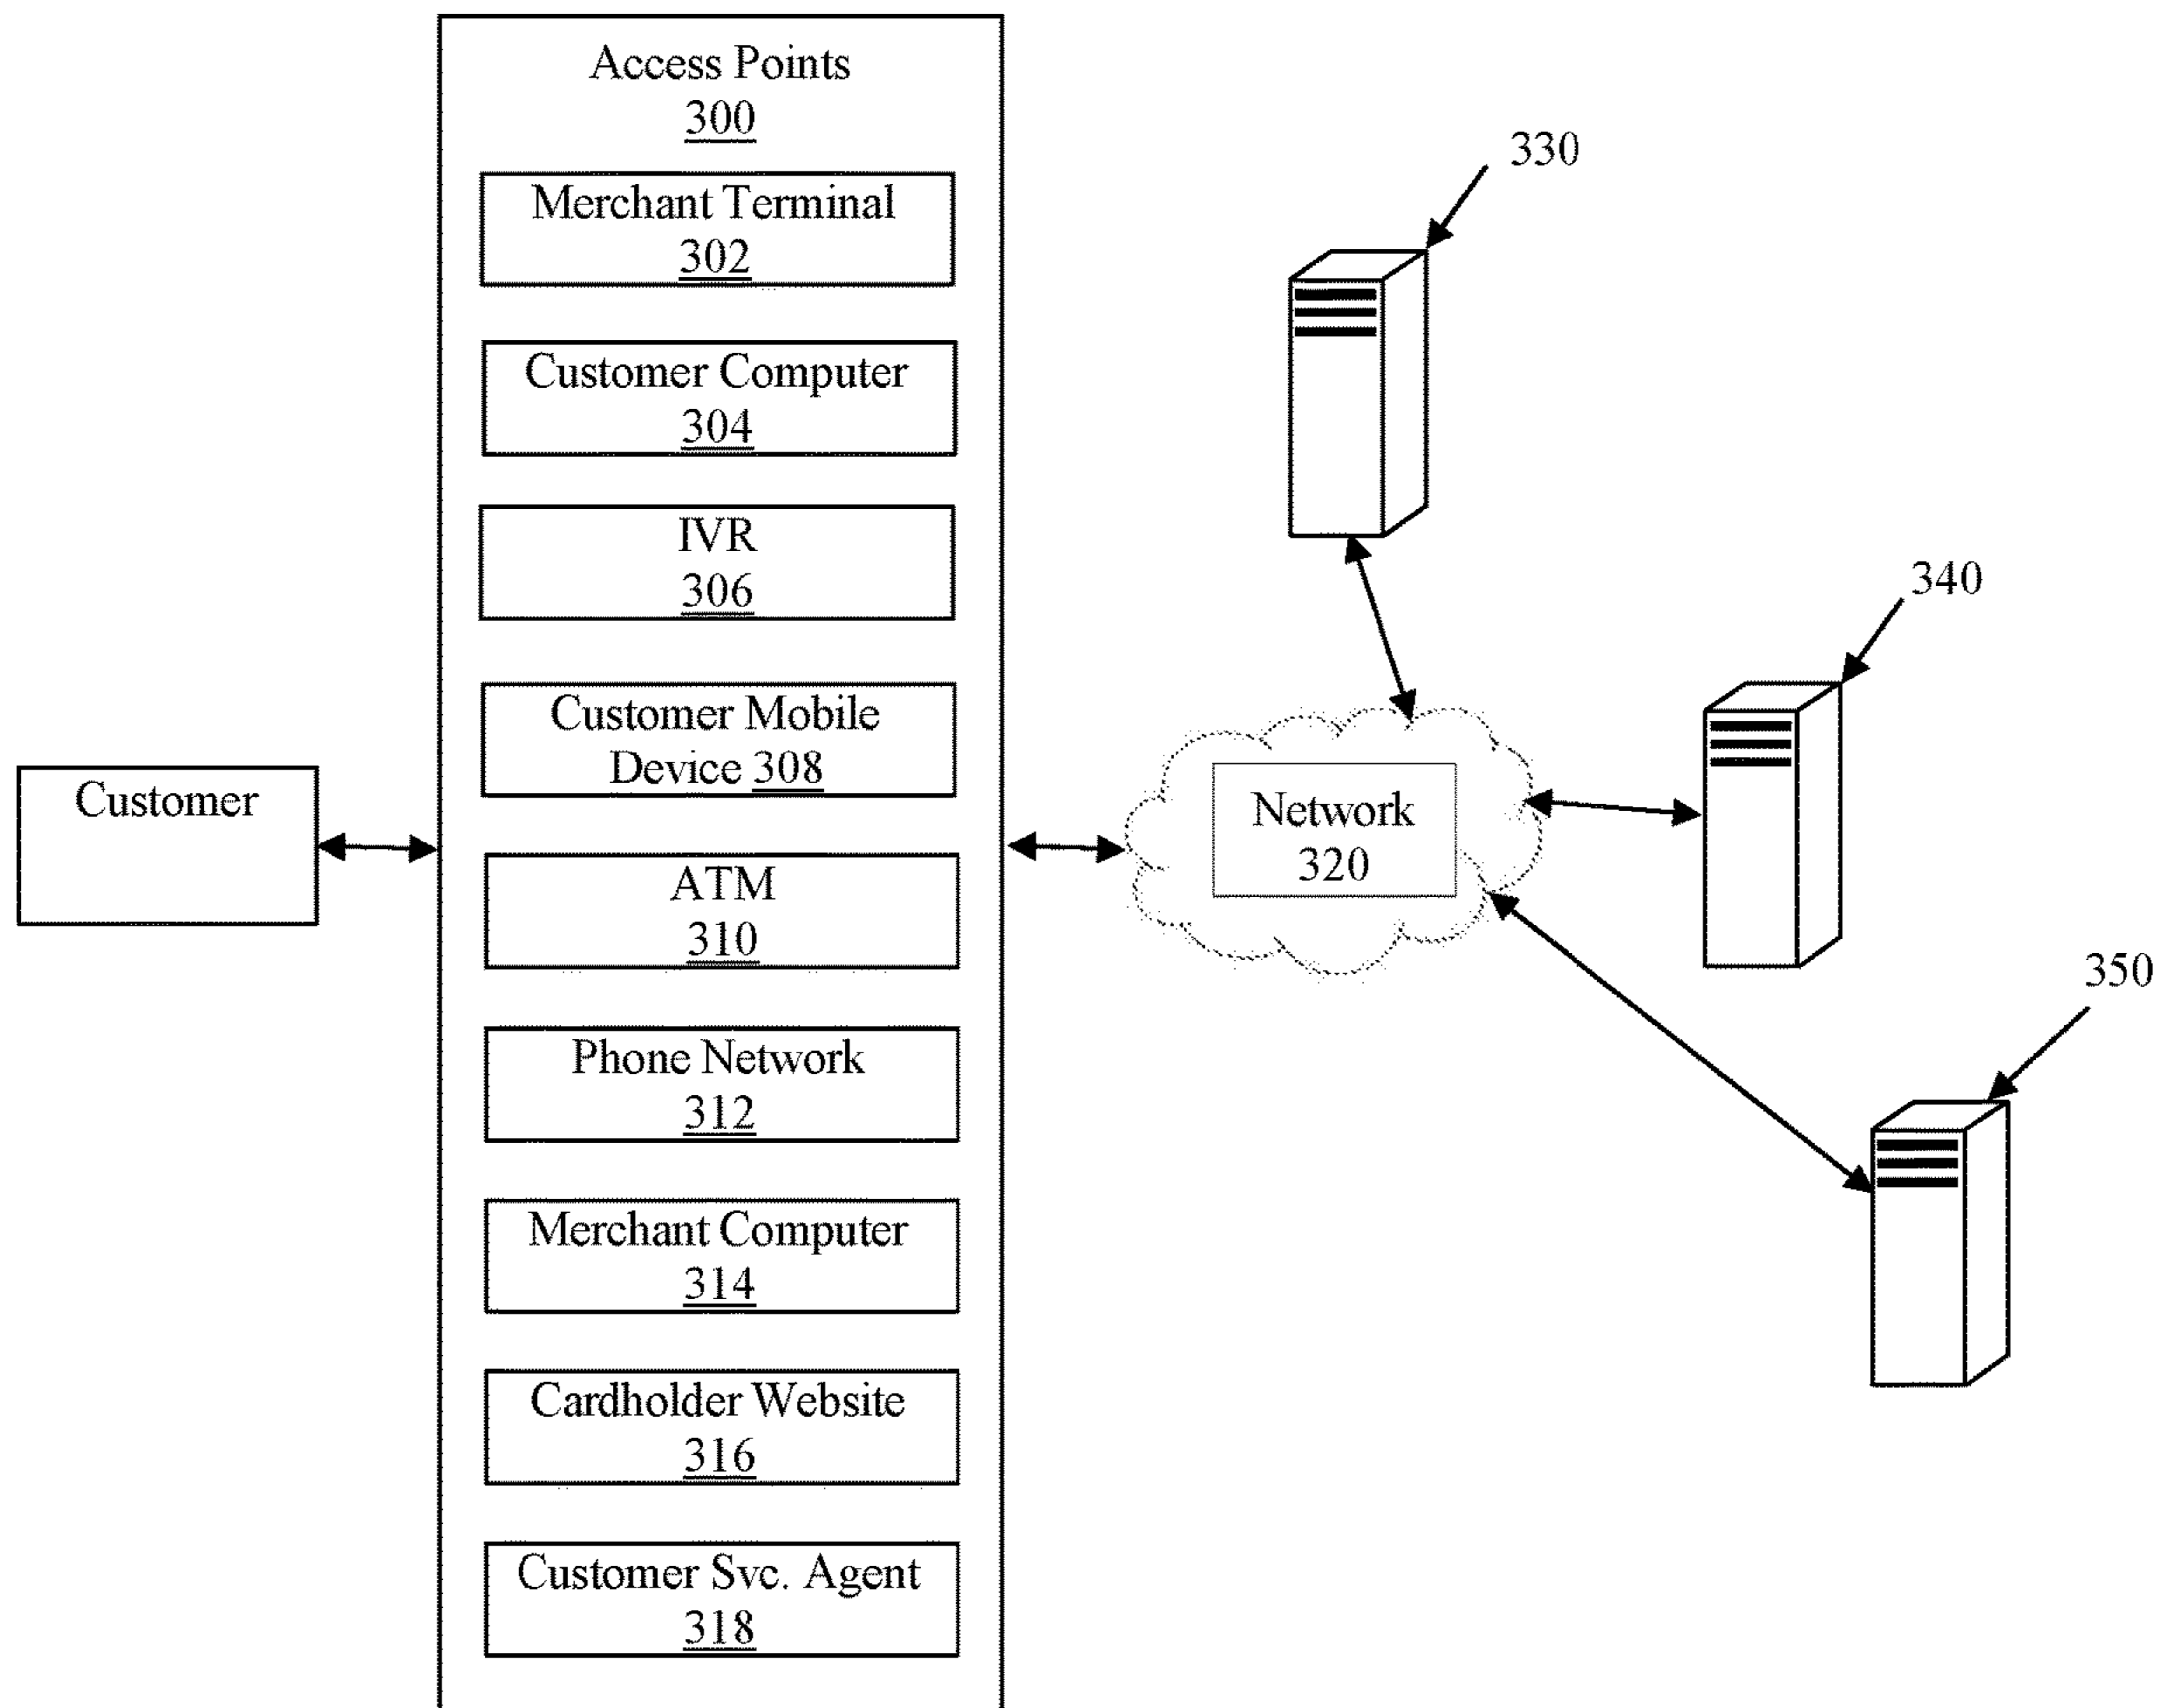 Access Points
300
Merchant Terminal
302
Customer Computer
304
IVR
306
Customer Mobile
Device 308
ATM
310
Phone Network
312
Merchant Computer
314
Cardholder Website
316
Customer Svc. Agent
318
Customer
Network
320
330
340
350